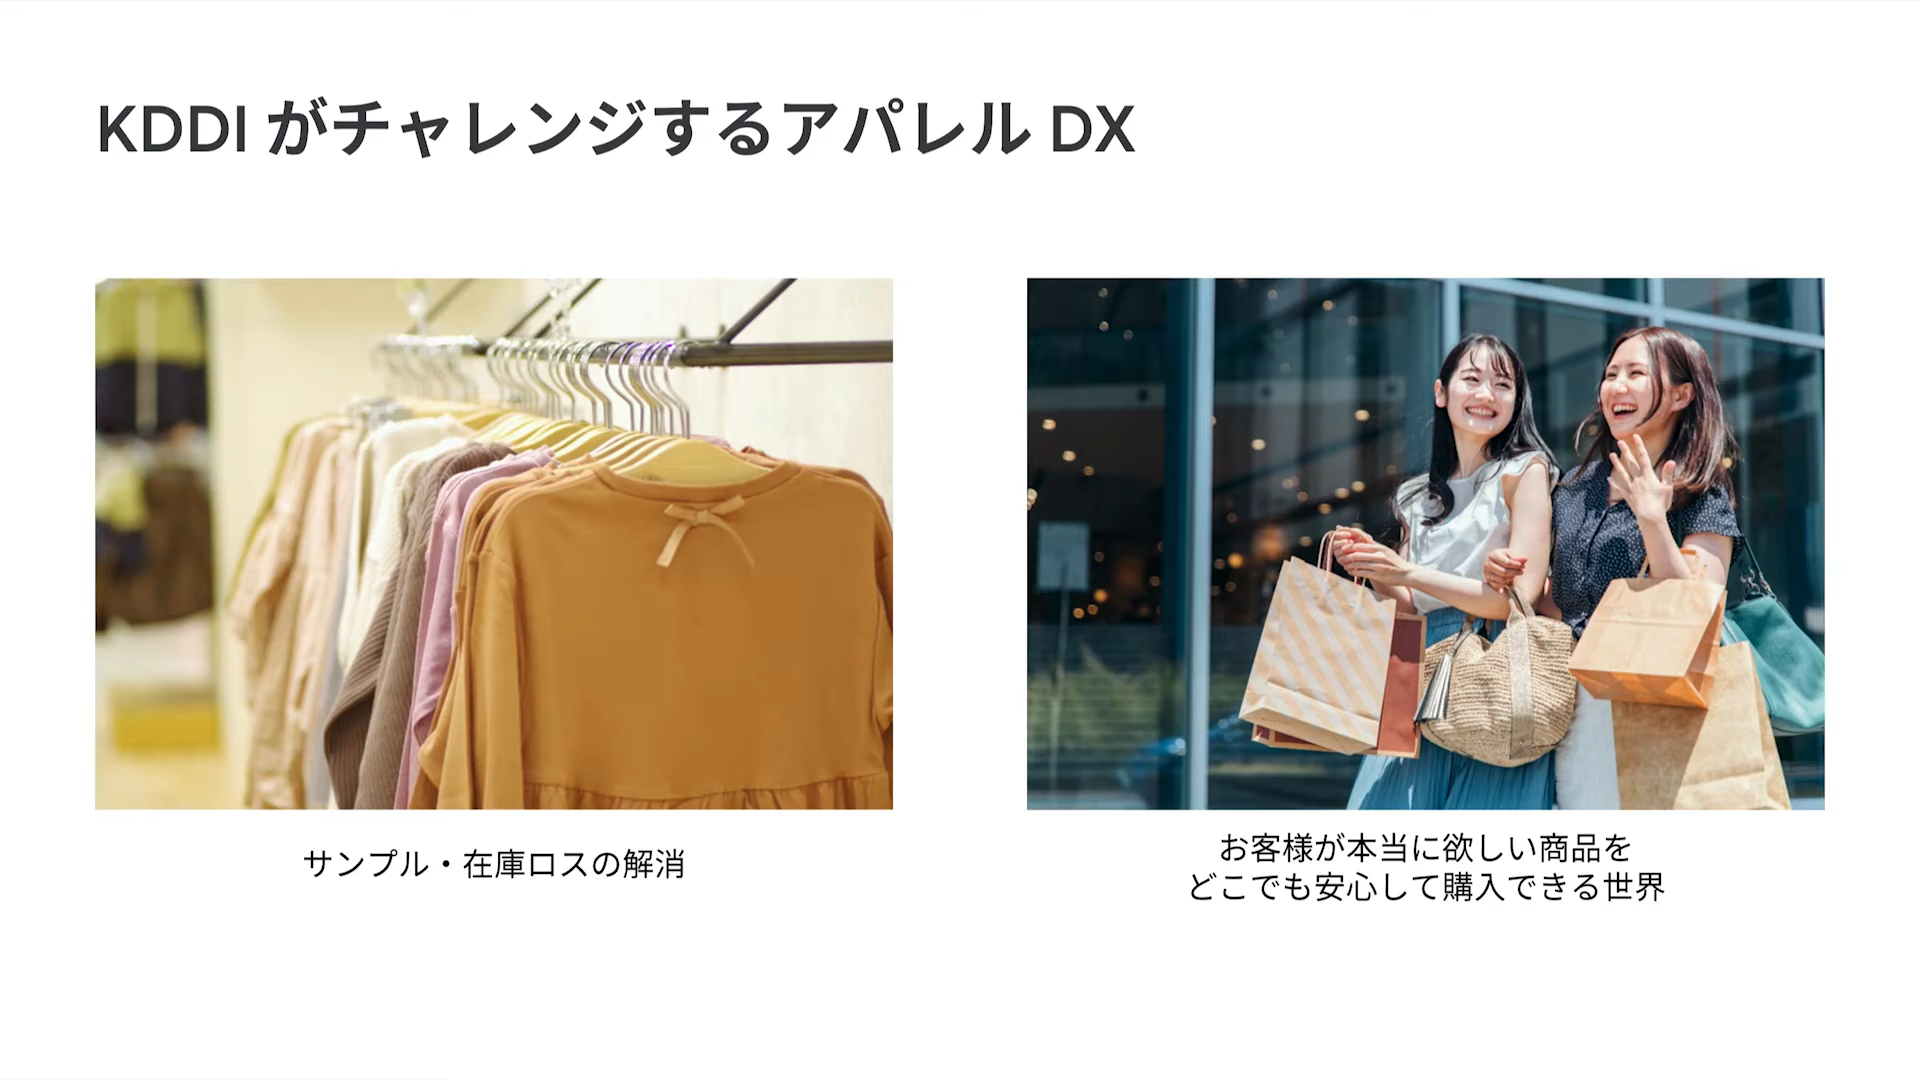 KDDI がチャレンジするアパレル DX
サンプル・在庫ロスの解消
お客様が本当に欲しい商品を
どこでも安心して購入できる世界